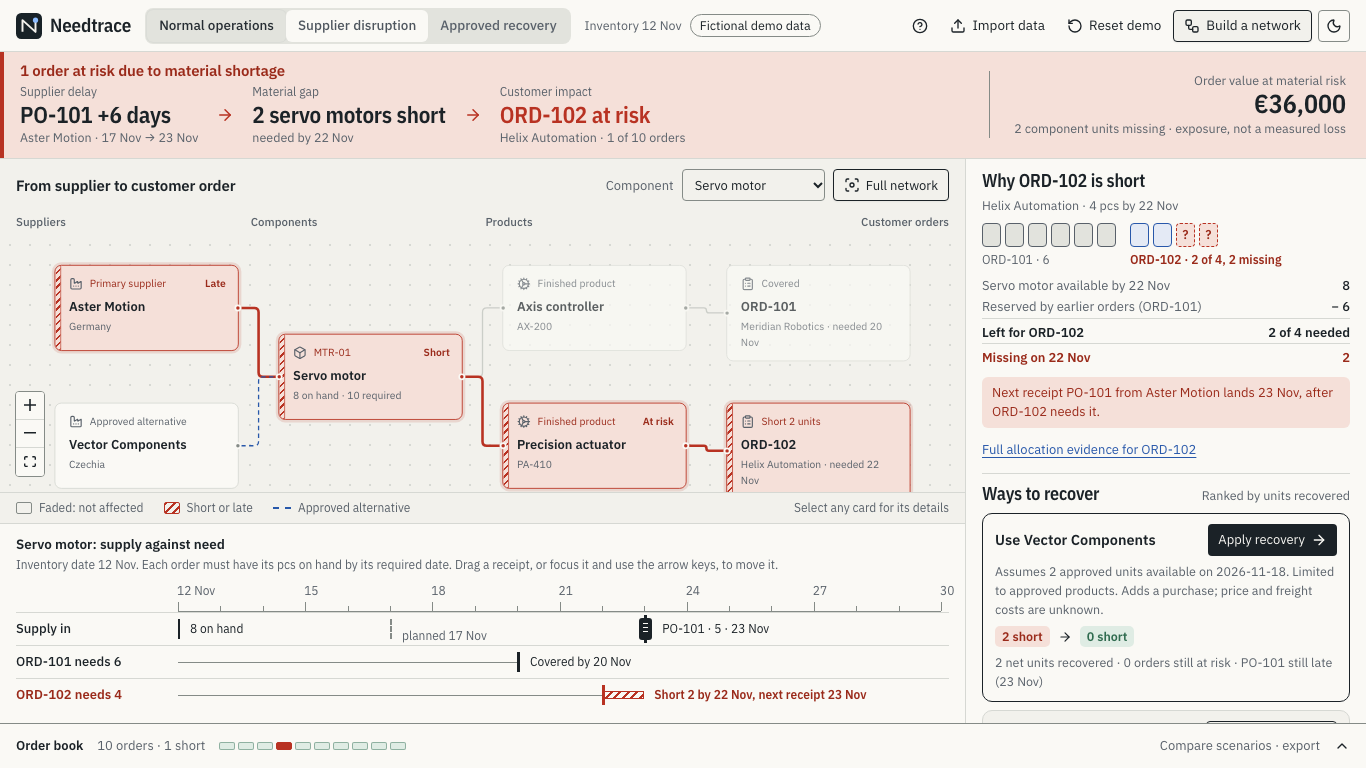 Needtrace
Normal operations
Supplier disruption
Approved recovery
Inventory 12 Nov
Fictional demo data
Import data
Reset demo
Build a network
1 order at risk due to material shortage
Supplier delay
PO-101 +6 days
Aster Motion · 17 Nov → 23 Nov
Material gap
2 servo motors short
needed by 22 Nov
Customer impact
ORD-102 at risk
Helix Automation · 1 of 10 orders
Order value at material risk
€36,000
2 component units missing · exposure, not a measured loss
From supplier to customer order
Component
Servo motor
Full network
Suppliers
Components
Products
Customer orders
Primary supplier
Late
Aster Motion
Germany
Approved alternative
Vector Components
Czechia
MTR-01
Short
Servo motor
8 on hand · 10 required
Finished product
Axis controller
AX-200
Finished product
At risk
Precision actuator
PA-410
Covered
ORD-101
Meridian Robotics · needed 20
Nov
Short 2 units
ORD-102
Helix Automation · needed 22
Nov
Faded: not affected
Short or late
Approved alternative
Select any card for its details
Servo motor: supply against need
Inventory date 12 Nov. Each order must have its pcs on hand by its required date. Drag a receipt, or focus it and use the arrow keys, to move it.
12 Nov
15
18
21
24
27
30
Supply in
8 on hand
planned 17 Nov
PO-101 · 5 · 23 Nov
ORD-101 needs 6
Covered by 20 Nov
ORD-102 needs 4
Short 2 by 22 Nov, next receipt 23 Nov
Why ORD-102 is short
Helix Automation · 4 pcs by 22 Nov
? ?
ORD-101 · 6
ORD-102 · 2 of 4, 2 missing
Servo motor available by 22 Nov
8
Reserved by earlier orders (ORD-101)
− 6
Left for ORD-102
2 of 4 needed
Missing on 22 Nov
2
Next receipt PO-101 from Aster Motion lands 23 Nov, after
ORD-102 needs it.
Full allocation evidence for ORD-102
Ways to recover
Ranked by units recovered
Use Vector Components
Apply recovery →
Assumes 2 approved units available on 2026-11-18. Limited
to approved products. Adds a purchase; price and freight
costs are unknown.
2 short → 0 short
2 net units recovered · 0 orders still at risk · PO-101 still late
(23 Nov)
Order book
10 orders · 1 short
Compare scenarios · export